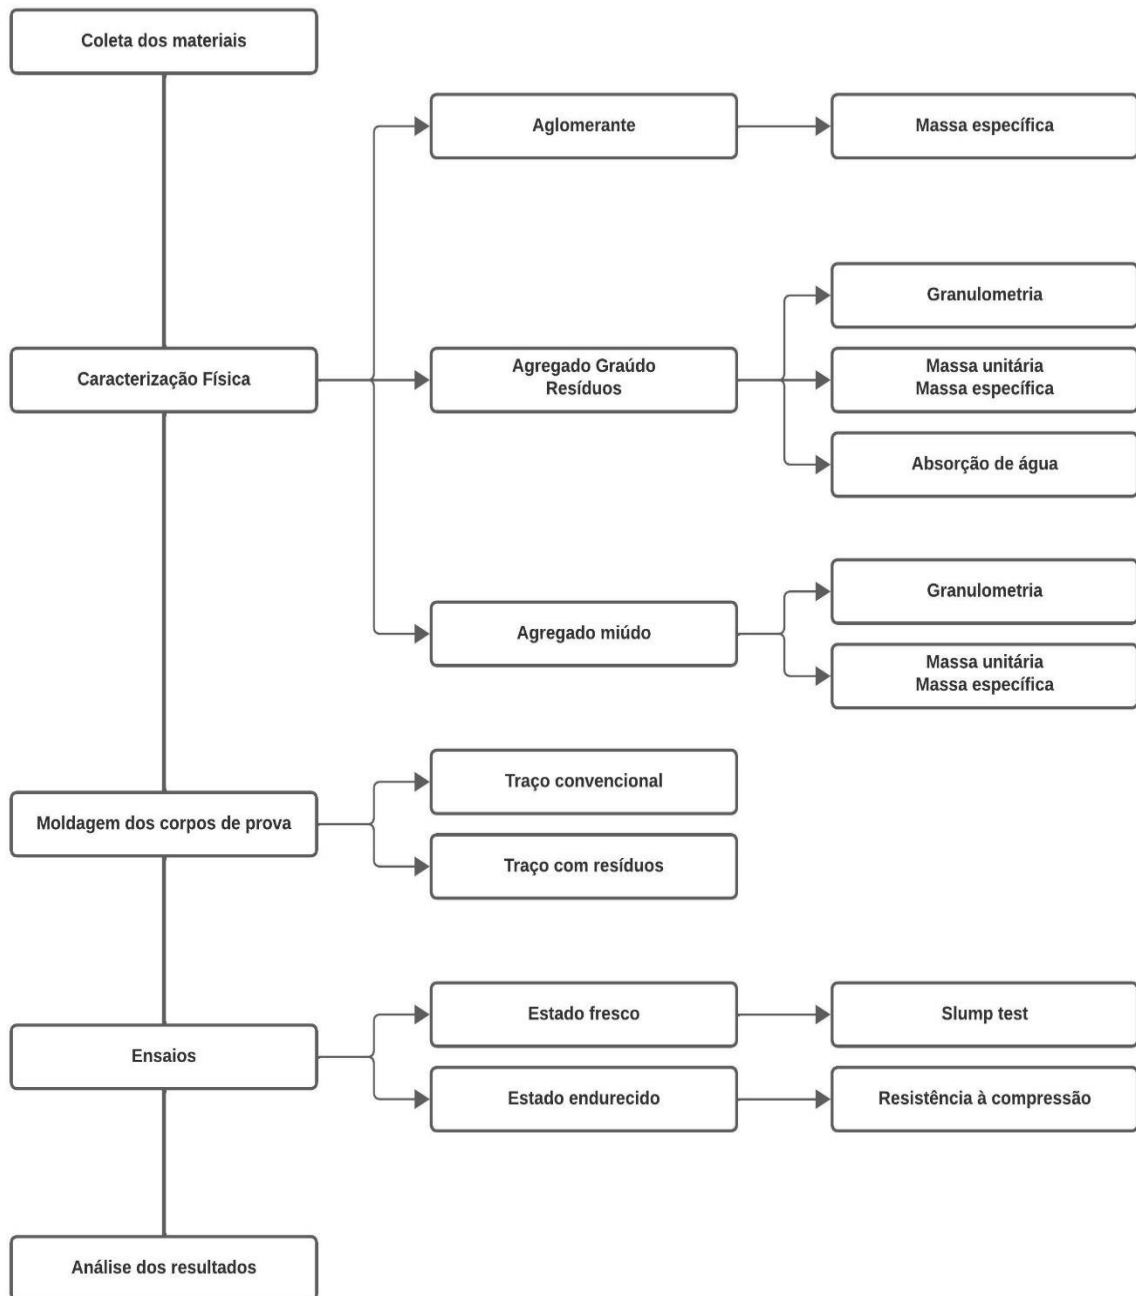 Coleta dos materiais
Aglomerante
Massa específica
Granulometria
Caracterização Física
Agregado Graúdo
Resíduos
Massa unitária
Massa específica
Absorção de água
Granulometria
Agregado miúdo
Massa unitária
Massa específica
Traço convencional
Moldagem dos corpos de prova
Traço com resíduos
Estado fresco
Slump test
Ensaios
Estado endurecido
Resistência à compressão
Análise dos resultados